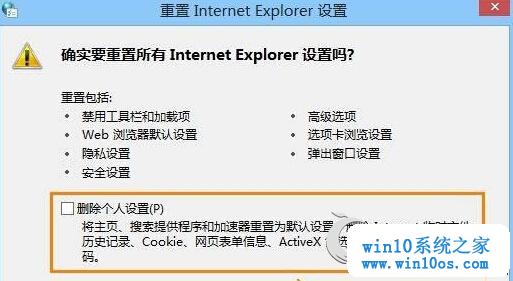 重置 Internet Explorer 设置
确实要重置所有 Internet Explorer 设置吗?
重置包括:
• 禁用工具栏和加载项
• 高级选项
• Web 浏览器默认设置
• 选项卡浏览设置
• 隐私设置
• 弹出窗口设置
• 安全设置
删除个人设置(P)
将主页、搜索提供程序和加速器重置为默认设置
历史记录、Cookie、网页表单信息、ActiveX
码。
win10系统之家
www.win10os.com